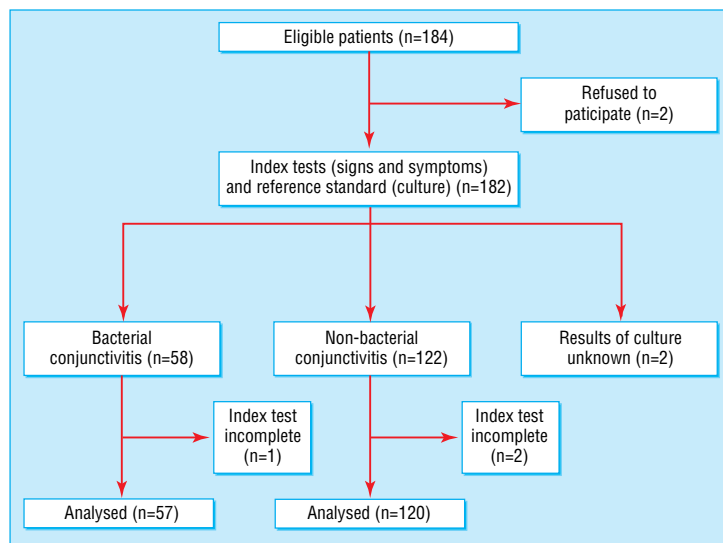 Eligible patients (n=184)
Refused to
paticipate (n=2)
Index tests (signs and symptoms)
and reference standard (culture) (n=182)
Bacterial
conjunctivitis (n=58)
Non-bacterial
conjunctivitis (n=122)
Results of culture
unknown (n=2)
Index test
incomplete
(n=1)
Index test
incomplete
(n=2)
Analysed (n=57)
Analysed (n=120)